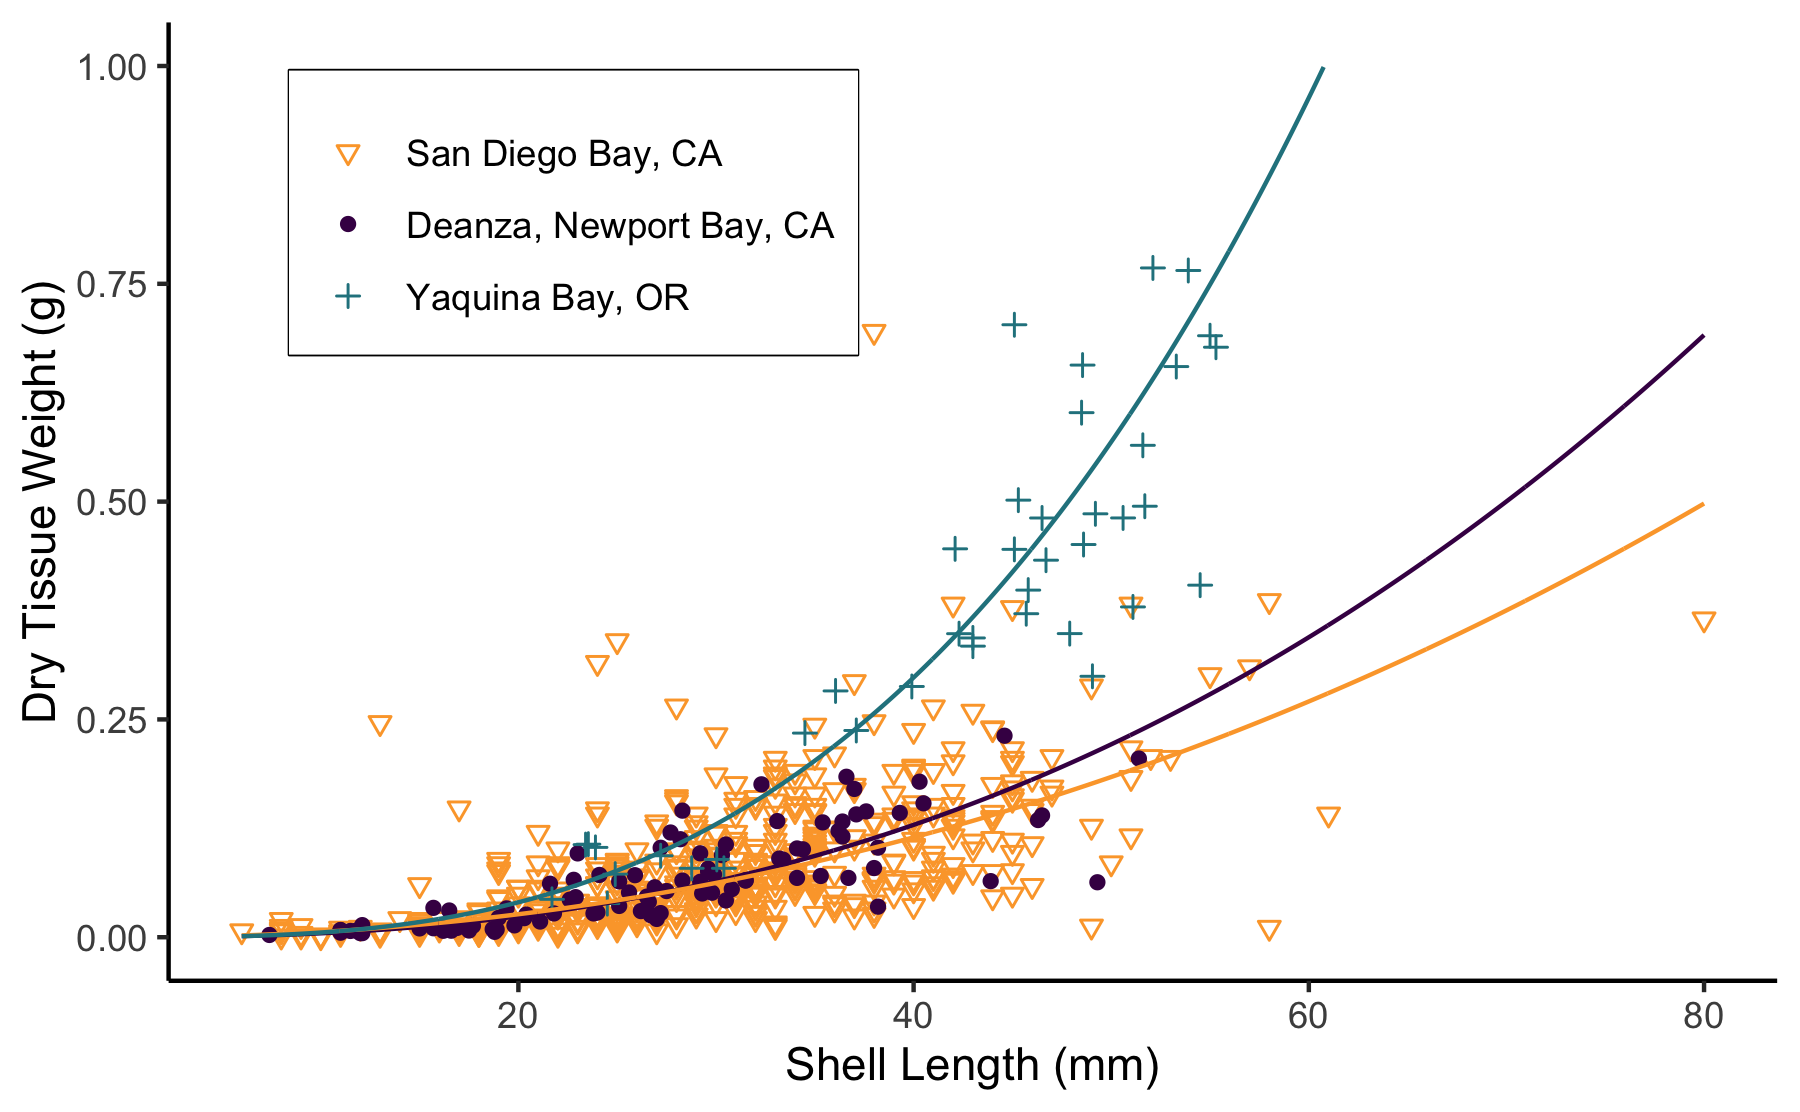 1.00
0.75
0.50
0.25
0.00
Dry Tissue Weight (g)
San Diego Bay, CA
Deanza, Newport Bay, CA
Yaquina Bay, OR
20
40
60
80
Shell Length (mm)